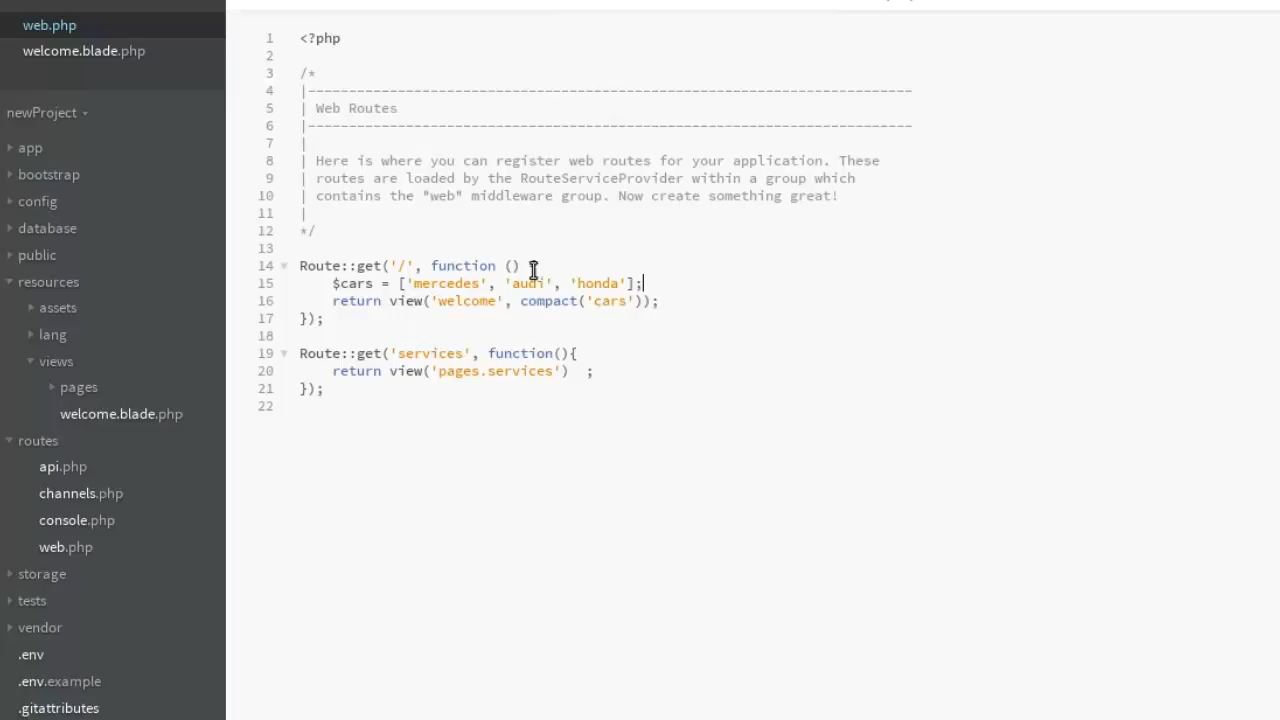 web.php
welcome.blade.php
newProject
app
bootstrap
config
database
public
resources
assets
lang
views
pages
welcome.blade.php
routes
api.php
channels.php
console.php
web.php
storage
tests
vendor
.env
.env.example
.gitattributes
1 <?php
2
3 /*
4 |--------------------------------------------------------------------------
5 | Web Routes
6 |--------------------------------------------------------------------------
7 |
8 | Here is where you can register web routes for your application. These
9 | routes are loaded by the RouteServiceProvider within a group which
10 | contains the "web" middleware group. Now create something great!
11 |
12 */
13
14 Route::get('/', function ()
15 $cars = ['mercedes', 'audi', 'honda'];
16 return view('welcome', compact('cars'));
17 });
18
19 Route::get('services', function(){
20 return view('pages.services')  ;
21 });
22